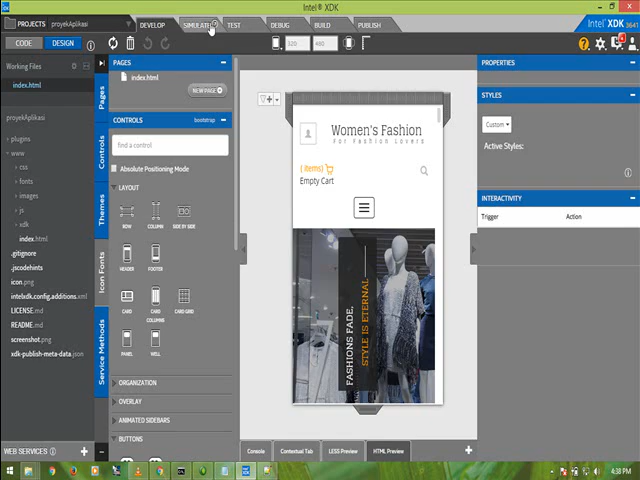 Intel® XDK
PROJECTS
proyekAplikasi
DEVELOP
SIMULATE
TEST
DEBUG
BUILD
PUBLISH
Intel® XDK
3641
CODE
DESIGN
320
480
4
Working Files
index.html
proyekAplikasi
plugins
www
css
fonts
images
js
xdk
index.html
.gitignore
.jscodehints
icon.png
intelxdk.config.additions.xml
LICENSE.md
README.md
screenshot.png
xdk-publish-meta-data.json
WEB SERVICES
Pages
Controls
Themes
Icon Fonts
Service Methods
PAGES
index.html
NEW PAGE
CONTROLS
bootstrap
find a control
Absolute Positioning Mode
LAYOUT
ROW
COLUMN
SIDE BY SIDE
HEADER
FOOTER
CARD
CARD COLUMNS
CARD GRID
PANEL
WELL
ORGANIZATION
OVERLAY
ANIMATED SIDEBARS
BUTTONS
Women's Fashion
For Fashion Lovers
( items)
Empty Cart
FASHIONS FADE,
STYLE IS ETERNAL
Console
Contextual Tab
LESS Preview
HTML Preview
PROPERTIES
STYLES
Custom
Active Styles:
INTERACTIVITY
Trigger
Action
4:38 PM